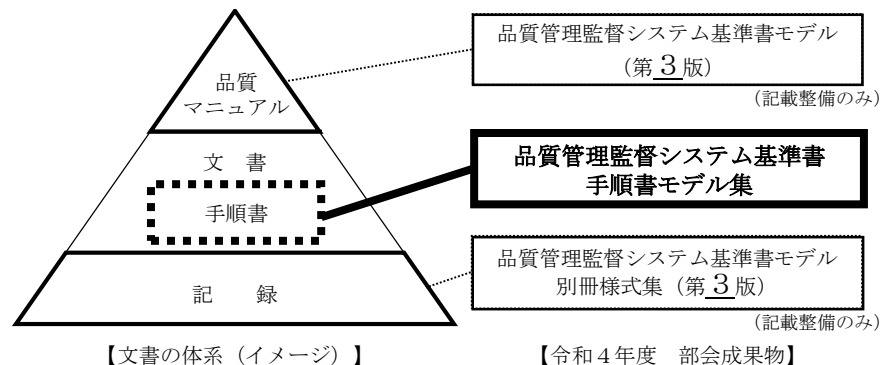 品質
マニュアル
文　書
手順書
記　　録
【文書の体系（イメージ）】
品質管理監督システム基準書モデル
（第３版）
（記載整備のみ）
品質管理監督システム基準書
手順書モデル集
品質管理監督システム基準書モデル
別冊様式集（第３版）
（記載整備のみ）
【令和４年度　部会成果物】